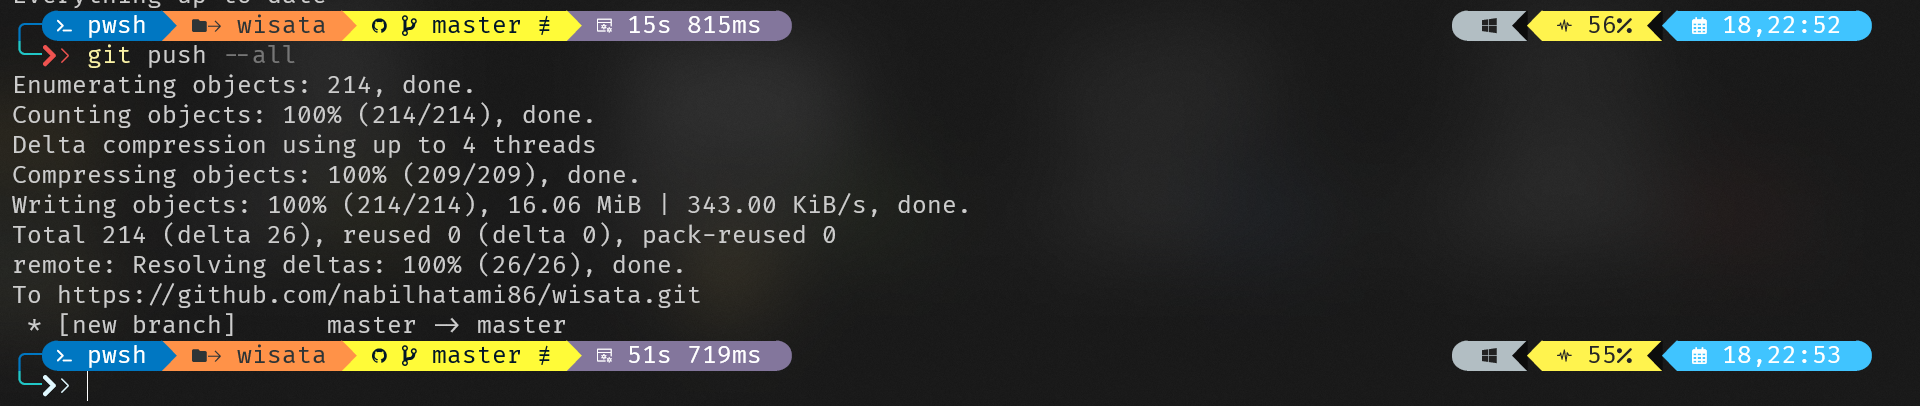 Everything up to date
pwsh wisata master ≢ 15s 815ms 56% 18,22:52
git push --all
Enumerating objects: 214, done.
Counting objects: 100% (214/214), done.
Delta compression using up to 4 threads
Compressing objects: 100% (209/209), done.
Writing objects: 100% (214/214), 16.06 MiB | 343.00 KiB/s, done.
Total 214 (delta 26), reused 0 (delta 0), pack-reused 0
remote: Resolving deltas: 100% (26/26), done.
To https://github.com/nabilhatami86/wisata.git
* [new branch] master -> master
pwsh wisata master ≢ 51s 719ms 55% 18,22:53